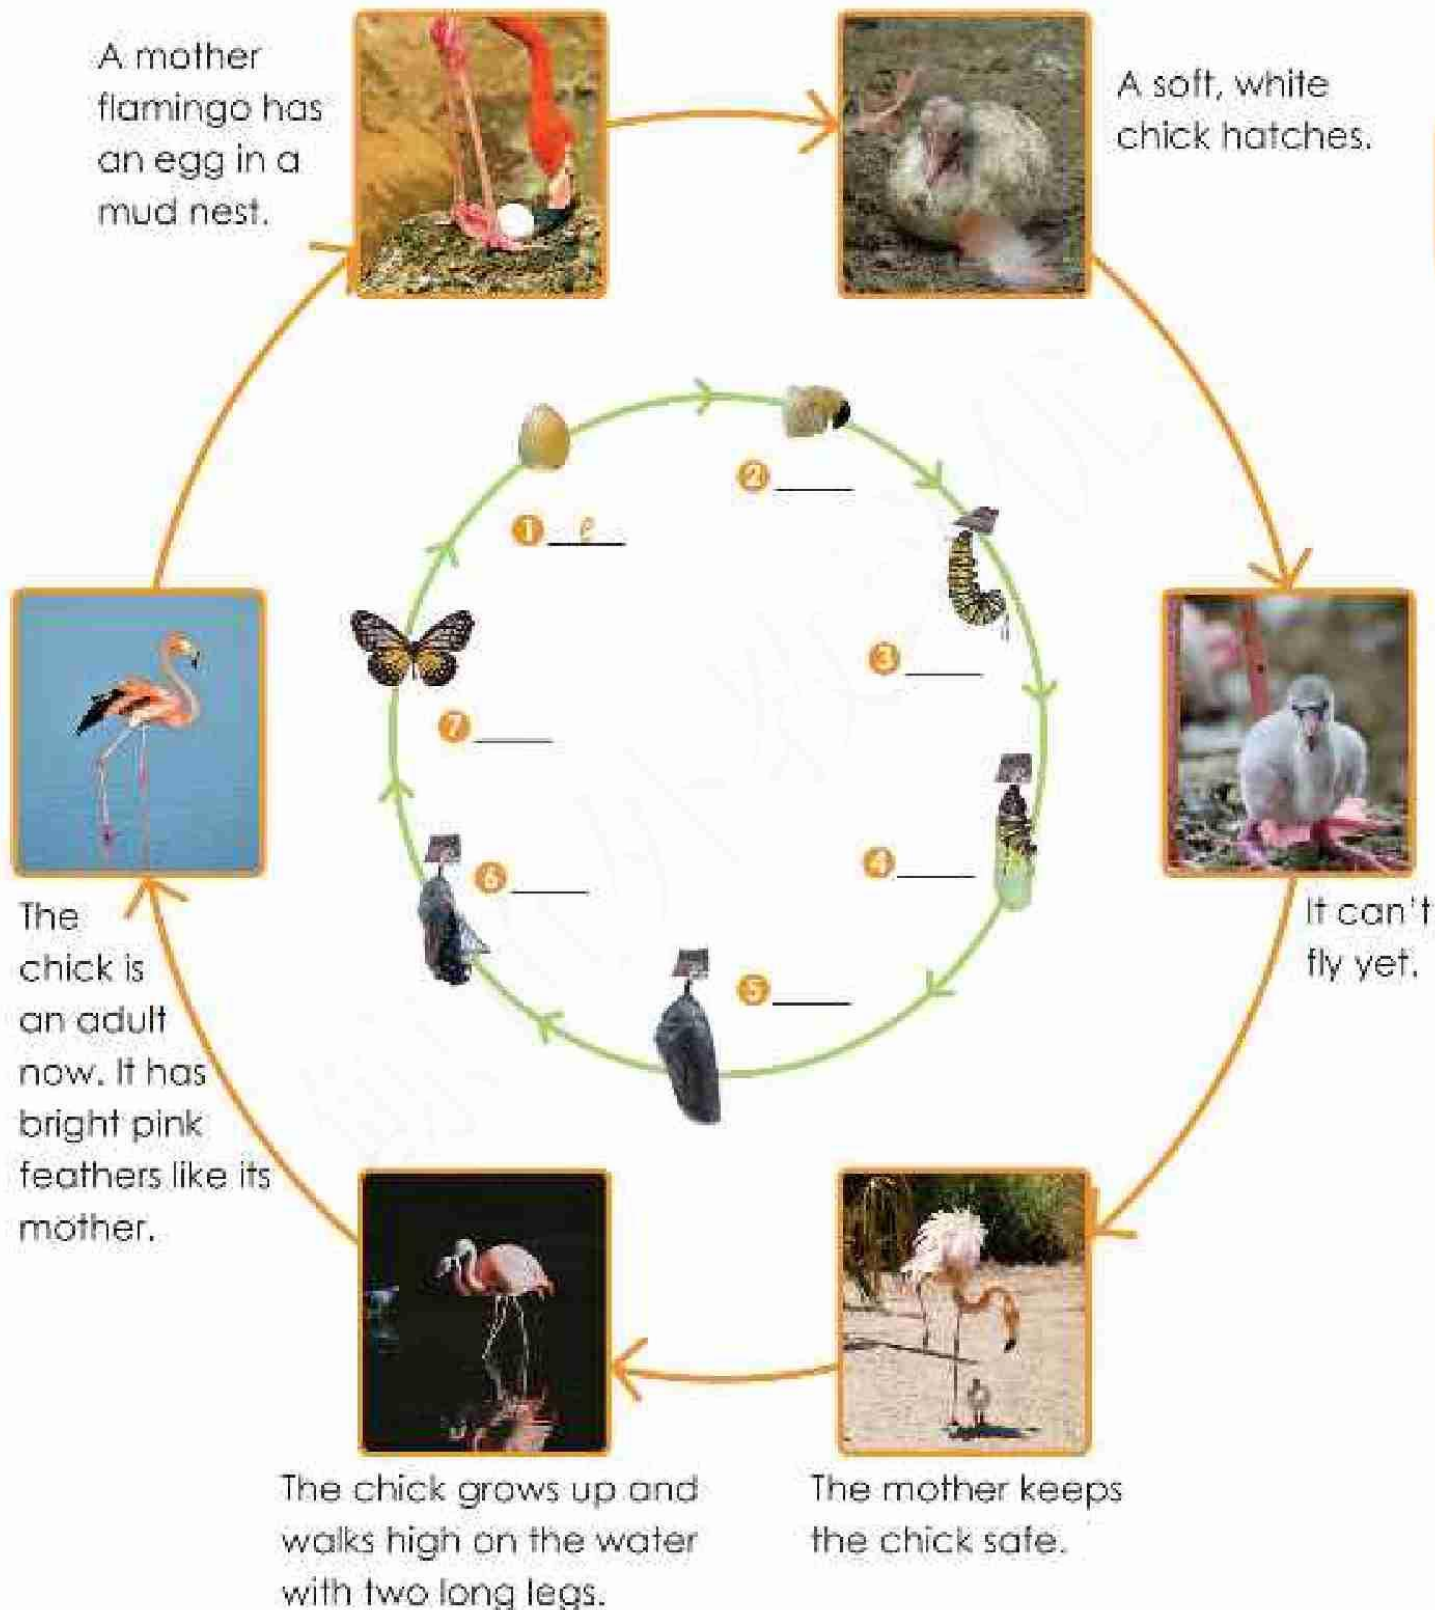 A mother
flamingo has
an egg in a
mud nest.
A soft, white
chick hatches.
1 e
2
3
7
4
6
5
It can't
fly yet.
The
chick is
an adult
now. It has
bright pink
feathers like its
mother.
The chick grows up and
walks high on the water
with two long legs.
The mother keeps
the chick safe.